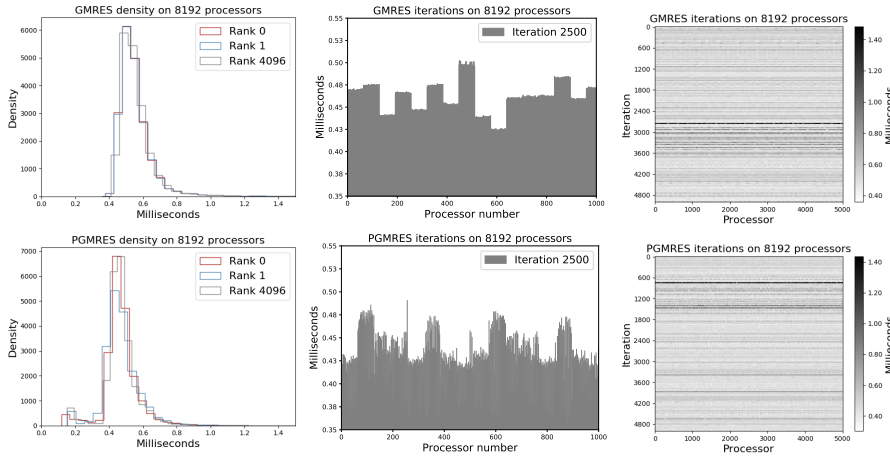 GMRES density on 8192 processors
Rank 0
Rank 1
Rank 4096
Density
6000
5000
4000
3000
2000
1000
0
0.0 0.2 0.4 0.6 0.8 1.0 1.2 1.4
Milliseconds
GMRES iterations on 8192 processors
Iteration 2500
Milliseconds
0.55
0.53
0.50
0.48
0.45
0.43
0.40
0.38
0.35
0 200 400 600 800 1000
Processor number
GMRES iterations on 8192 processors
Iteration
0
600
1200
1800
2400
3000
3600
4200
4800
0 1000 2000 3000 4000 5000
Processor
1.40
1.20
1.00
0.80
0.60
0.40
Milliseconds
PGMRES density on 8192 processors
Rank 0
Rank 1
Rank 4096
Density
7000
6000
5000
4000
3000
2000
1000
0
0.0 0.2 0.4 0.6 0.8 1.0 1.2 1.4
Milliseconds
PGMRES iterations on 8192 processors
Iteration 2500
Milliseconds
0.55
0.53
0.50
0.48
0.45
0.43
0.40
0.38
0.35
0 200 400 600 800 1000
Processor number
PGMRES iterations on 8192 processors
Iteration
0
600
1200
1800
2400
3000
3600
4200
4800
0 1000 2000 3000 4000 5000
Processor
1.40
1.20
1.00
0.80
0.60
0.40
Milliseconds